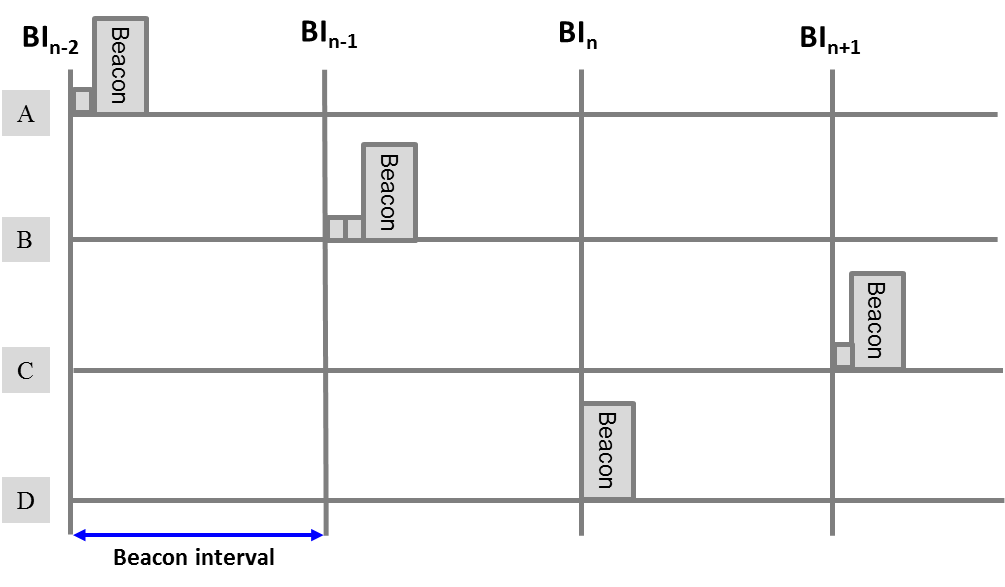 BIn-2
BIn-1
BIn
BIn+1
Beacon
A
Beacon
B
Beacon
C
Beacon
D
Beacon interval